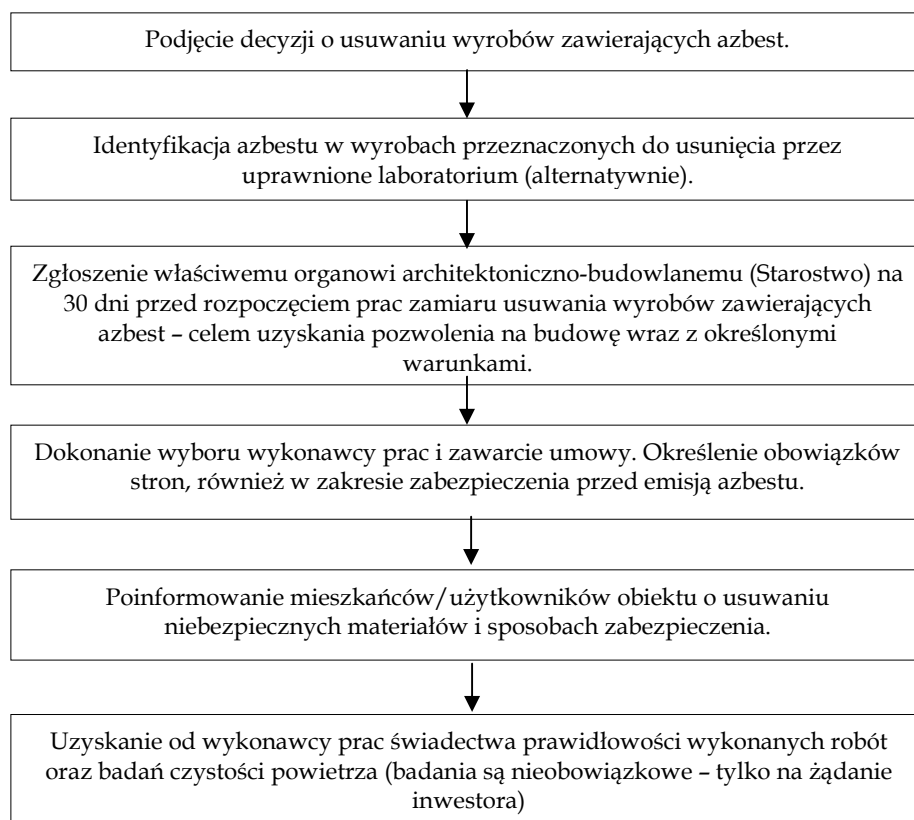 Podjęcie decyzji o usuwaniu wyrobów zawierających azbest.
Identyfikacja azbestu w wyrobach przeznaczonych do usunięcia przez
uprawnione laboratorium (alternatywnie).
Zgłoszenie właściwemu organowi architektoniczno-budowlanemu (Starostwo) na
30 dni przed rozpoczęciem prac zamiaru usuwania wyrobów zawierających
azbest – celem uzyskania pozwolenia na budowę wraz z określonymi
warunkami.
Dokonanie wyboru wykonawcy prac i zawarcie umowy. Określenie obowiązków
stron, również w zakresie zabezpieczenia przed emisją azbestu.
Poinformowanie mieszkańców/użytkowników obiektu o usuwaniu
niebezpiecznych materiałów i sposobach zabezpieczenia.
Uzyskanie od wykonawcy prac świadectwa prawidłowości wykonanych robót
oraz badań czystości powietrza (badania są nieobowiązkowe – tylko na żądanie
inwestora)